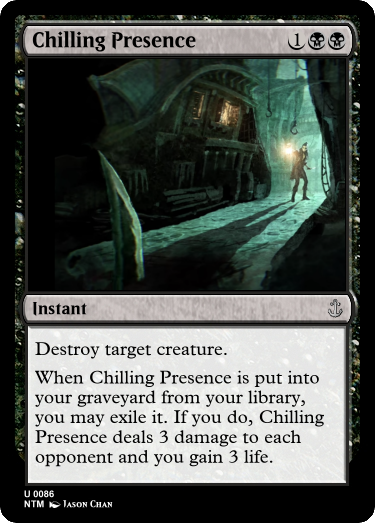 Chilling Presence 1
Instant
Destroy target creature.
When Chilling Presence is put into
your graveyard from your library,
you may exile it. If you do, Chilling
Presence deals 3 damage to each
opponent and you gain 3 life.
U 0086
NTM Jason Chan